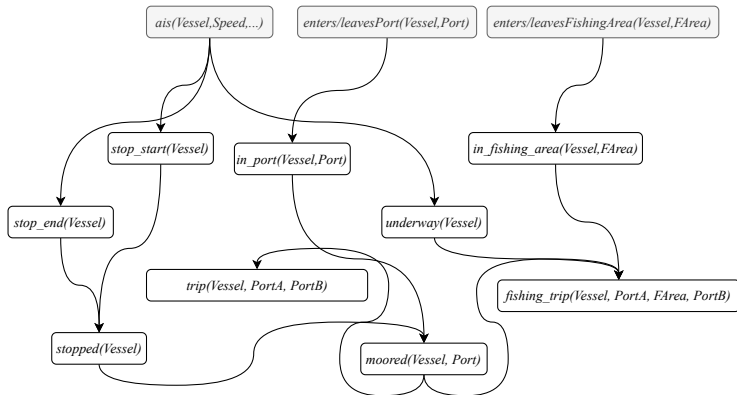 ais(Vessel,Speed,...)
enters/leavesPort(Vessel,Port)
enters/leavesFishingArea(Vessel,FArea)
stop_start(Vessel)
in_port(Vessel,Port)
in_fishing_area(Vessel,FArea)
stop_end(Vessel)
underway(Vessel)
trip(Vessel, PortA, PortB)
fishing_trip(Vessel, PortA, FArea, PortB)
stopped(Vessel)
moored(Vessel, Port)